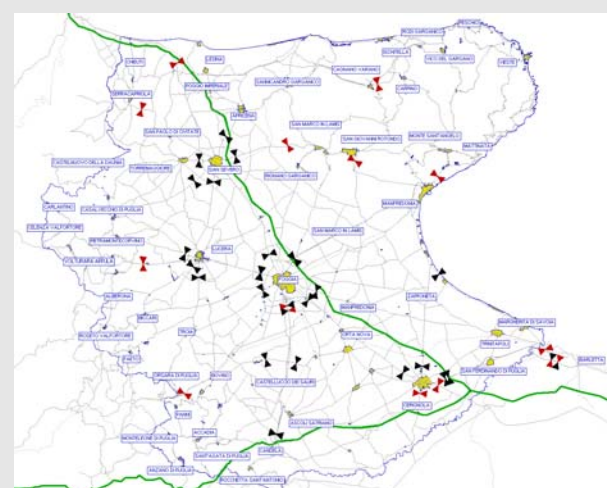 PESCHICI
RODI GARGANICO
ISCHITELLA
VICO DEL GARGANO
VIESTE
LESINA
CHIEUTI
CAGNANO VARANO
SANNICANDRO GARGANICO
CARPINO
POGGIO IMPERIALE
SERRACAPRIOLA
APRICENA
SAN MARCO IN LAMIS
SAN PAOLO DI CIVITATE
SAN GIOVANNI ROTONDO
MONTE SANT'ANGELO
MATTINATA
CASTELNUOVO DELLA DAUNIA
TORREMAGGIORE
SAN SEVERO
RIGNANO GARGANICO
MANFREDONIA
CARLANTINO
CASALVECCHIO DI PUGLIA
CELENZA VALFORTORE
SAN MARCO IN LAMIS
PIETRAMONTECORVINO
LUCERA
VOLTURARA APPULA
FOGGIA
ZAPPONETA
ALBERONA
MANFREDONIA
BICCARI
MARGHERITA DI SAVOIA
ROSETO VALFORTORE
TROIA
ORTA NOVA
TRINITAPOLI
FAETO
BARLETTA
SAN FERDINANDO DI PUGLIA
ORSARA DI PUGLIA
BOVINO
CASTELLUCCIO DEI SAURI
CERIGNOLA
PANNI
ASCOLI SATRIANO
ACCADIA
MONTELEONE DI PUGLIA
CANDELA
SANT'AGATA DI PUGLIA
ANZANO DI PUGLIA
ROCCHETTA SANT'ANTONIO